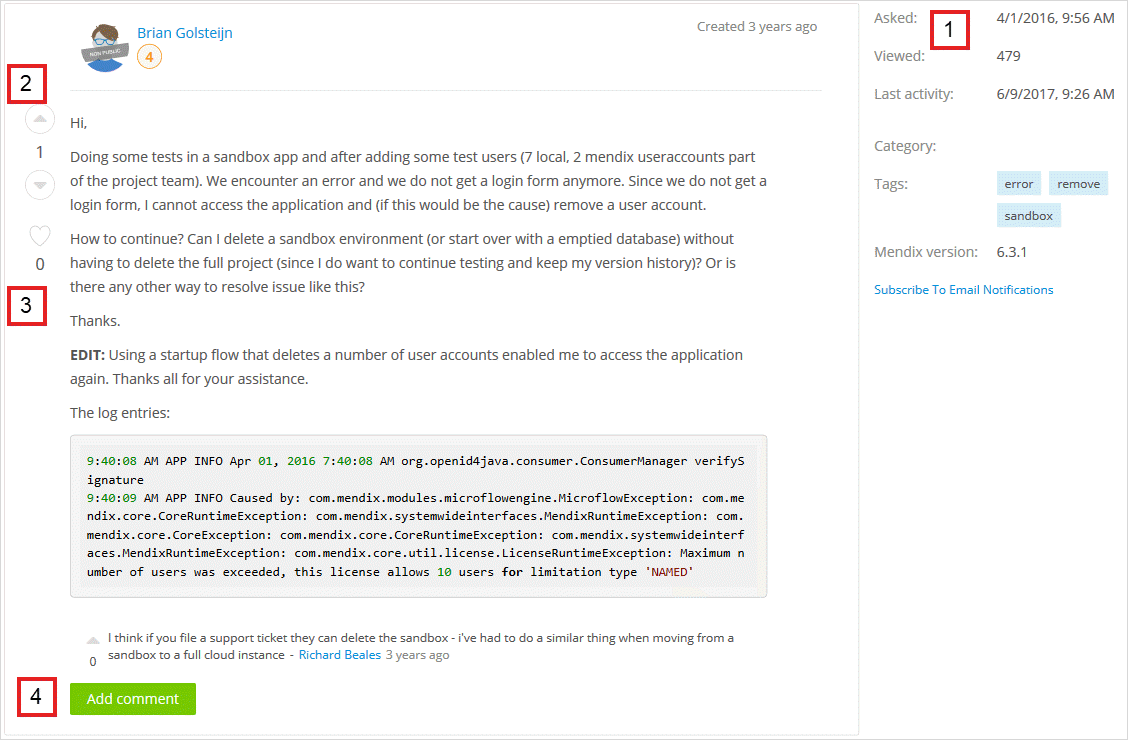 Brian Golsteijn
NON PUBLIC
4
Created 3 years ago
2
1
Hi,
Doing some tests in a sandbox app and after adding some test users (7 local, 2 mendix useraccounts part
of the project team). We encounter an error and we do not get a login form anymore. Since we do not get a
login form, I cannot access the application and (if this would be the cause) remove a user account.
How to continue? Can I delete a sandbox environment (or start over with a emptied database) without
having to delete the full project (since I do want to continue testing and keep my version history)? Or is
there any other way to resolve issue like this?
0
3
Thanks.
EDIT: Using a startup flow that deletes a number of user accounts enabled me to access the application
again. Thanks all for your assistance.
The log entries:
9:40:08 AM APP INFO Apr 01, 2016 7:40:08 AM org.openid4java.consumer.ConsumerManager verifyS
ignature
9:40:09 AM APP INFO Caused by: com.mendix.modules.microflowengine.MicroflowException: com.me
ndix.core.CoreRuntimeException: com.mendix.systemwideinterfaces.MendixRuntimeException: com.
mendix.core.CoreException: com.mendix.core.CoreRuntimeException: com.mendix.systemwideinterf
aces.MendixRuntimeException: com.mendix.core.util.license.LicenseRuntimeException: Maximum n
umber of users was exceeded, this license allows 10 users for limitation type 'NAMED'
I think if you file a support ticket they can delete the sandbox - i've had to do a similar thing when moving from a
sandbox to a full cloud instance - Richard Beales 3 years ago
0
4
Add comment
1
Asked: 4/1/2016, 9:56 AM
Viewed: 479
Last activity: 6/9/2017, 9:26 AM
Category:
Tags: error remove
sandbox
Mendix version: 6.3.1
Subscribe To Email Notifications